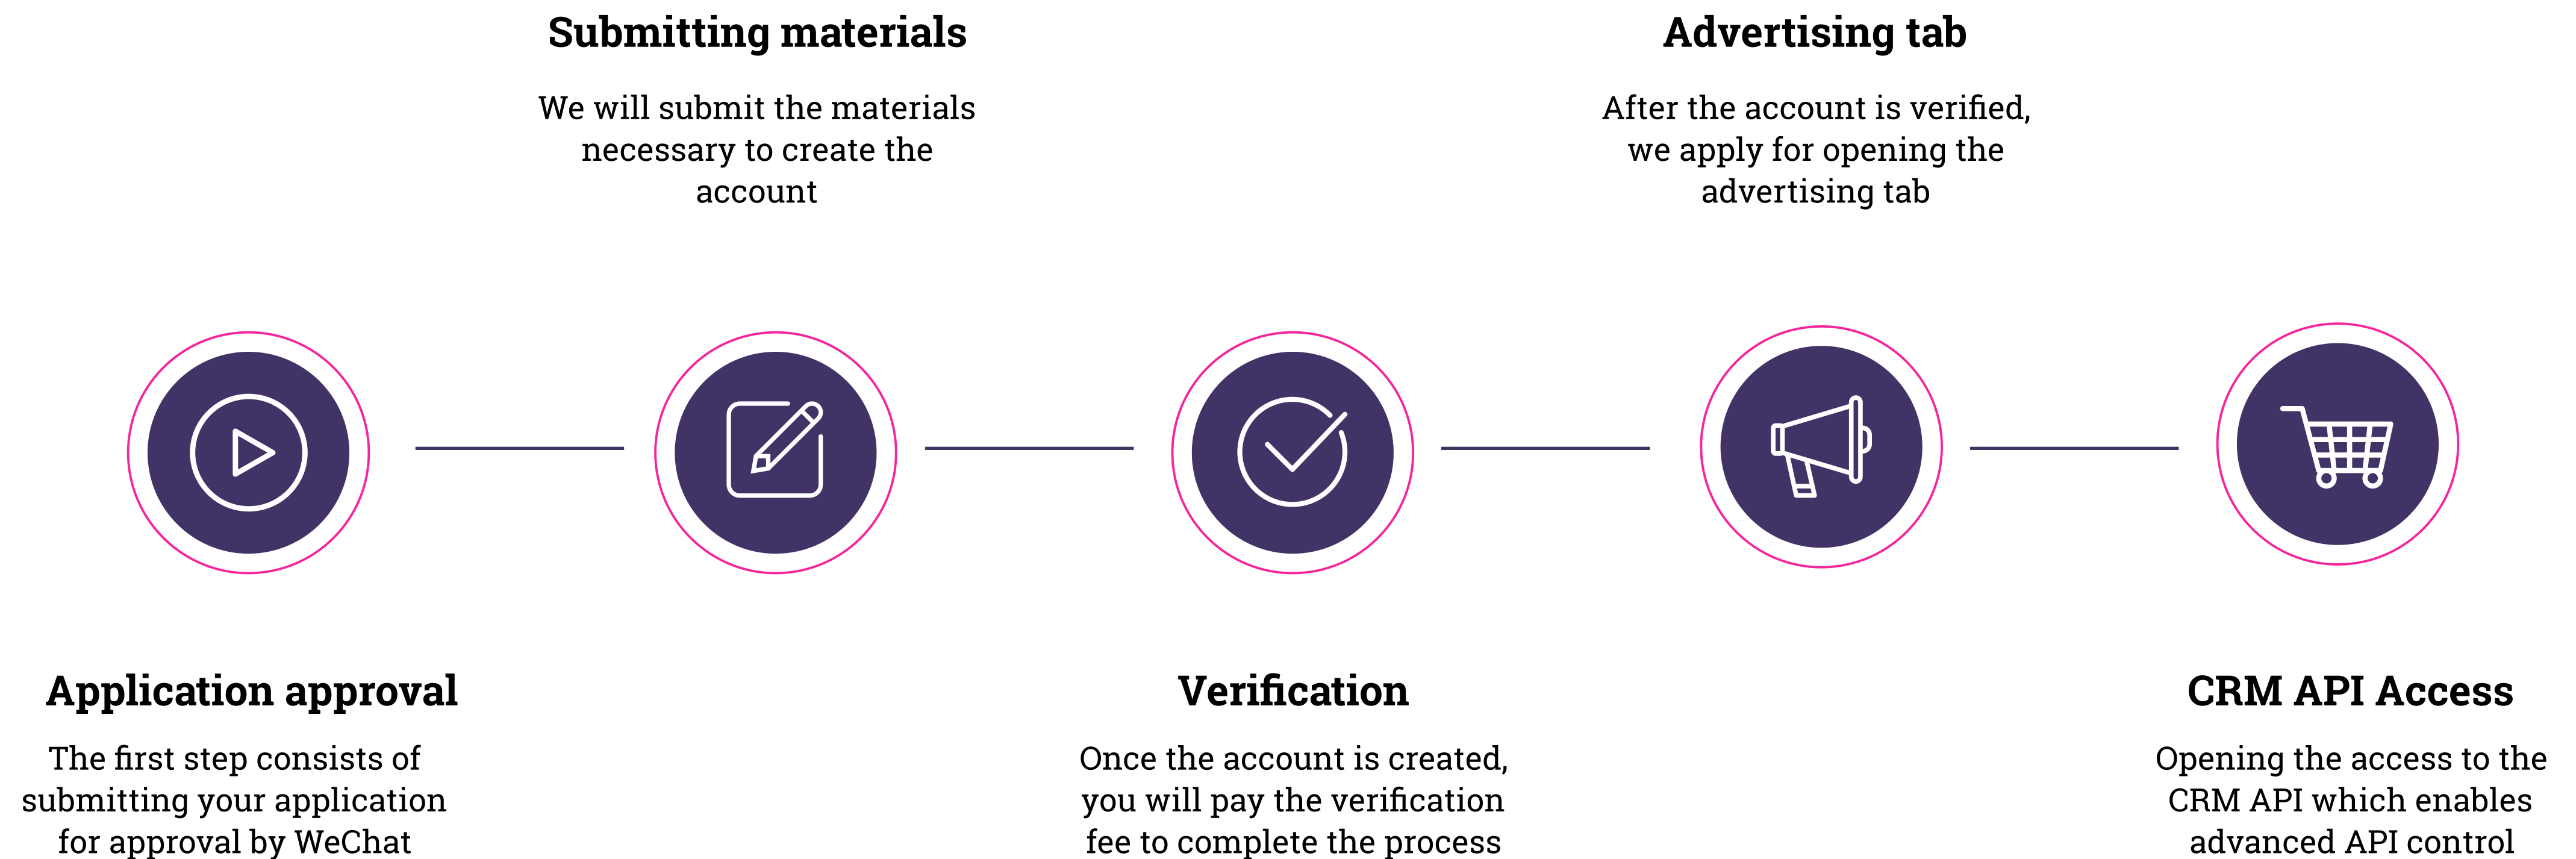 Submitting materials
We will submit the materials
necessary to create the
account
Advertising tab
After the account is verified,
we apply for opening the
advertising tab
Application approval
The first step consists of
submitting your application
for approval by WeChat
Verification
Once the account is created,
you will pay the verification
fee to complete the process
CRM API Access
Opening the access to the
CRM API which enables
advanced API control